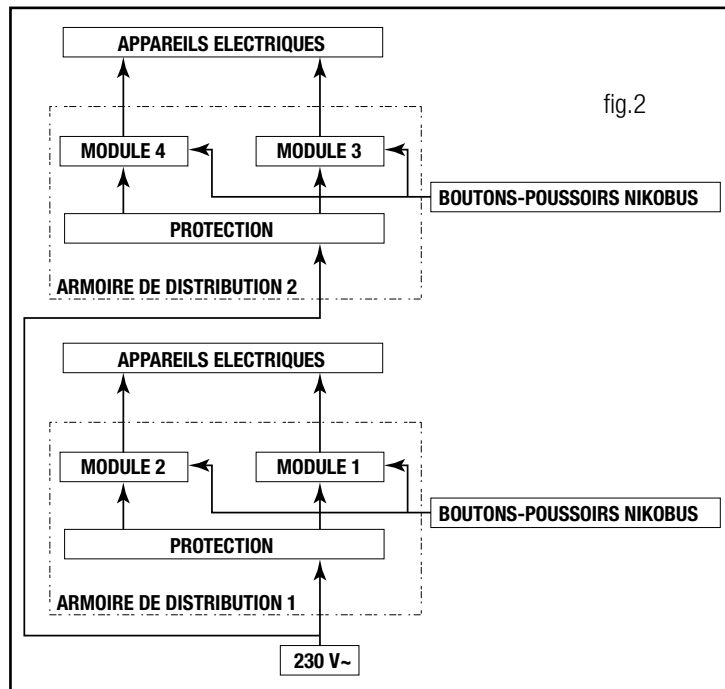 APPAREILS ELECTRIQUES
fig.2
MODULE 4
MODULE 3
BOUTONS-POUSSOIRS NIKOBUS
PROTECTION
ARMOIRE DE DISTRIBUTION 2
APPAREILS ELECTRIQUES
MODULE 2
MODULE 1
BOUTONS-POUSSOIRS NIKOBUS
PROTECTION
ARMOIRE DE DISTRIBUTION 1
230 V~